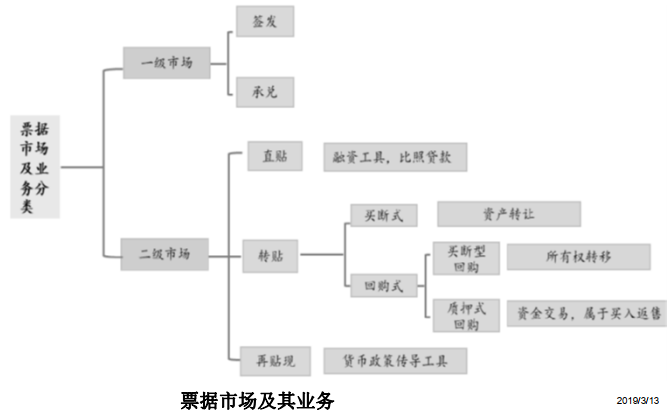 票据
市场
及业
务分
类
一级市场
签发
承兑
二级市场
直贴
融资工具，比照贷款
转贴
买断式
资产转让
回购式
买断型
回购
所有权转移
质押式
回购
资金交易，属于买入返售
再贴现
货币政策传导工具
票据市场及其业务
2019/3/13